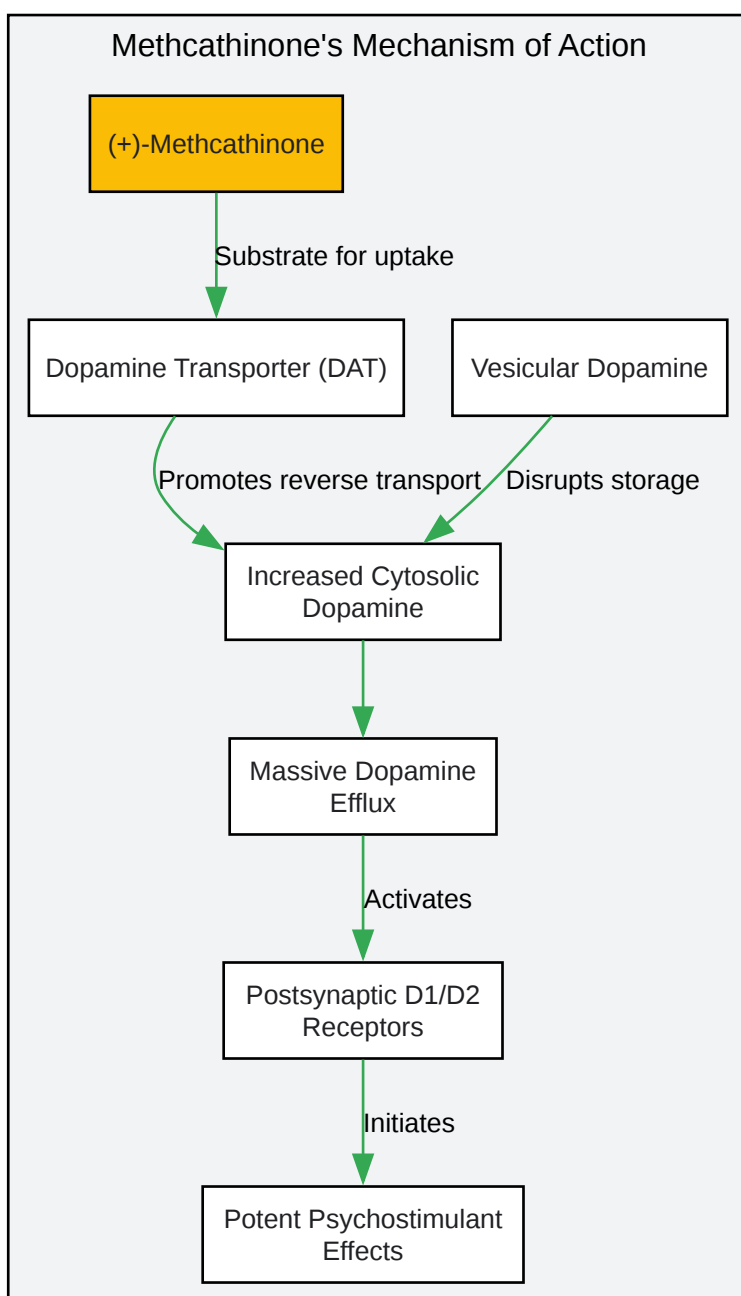 Methcathinone's Mechanism of Action
(+)-Methcathinone
Substrate for uptake
Dopamine Transporter (DAT)
Vesicular Dopamine
Promotes reverse transport
Disrupts storage
Increased Cytosolic
Dopamine
Massive Dopamine
Efflux
Activates
Postsynaptic D1/D2
Receptors
Initiates
Potent Psychostimulant
Effects